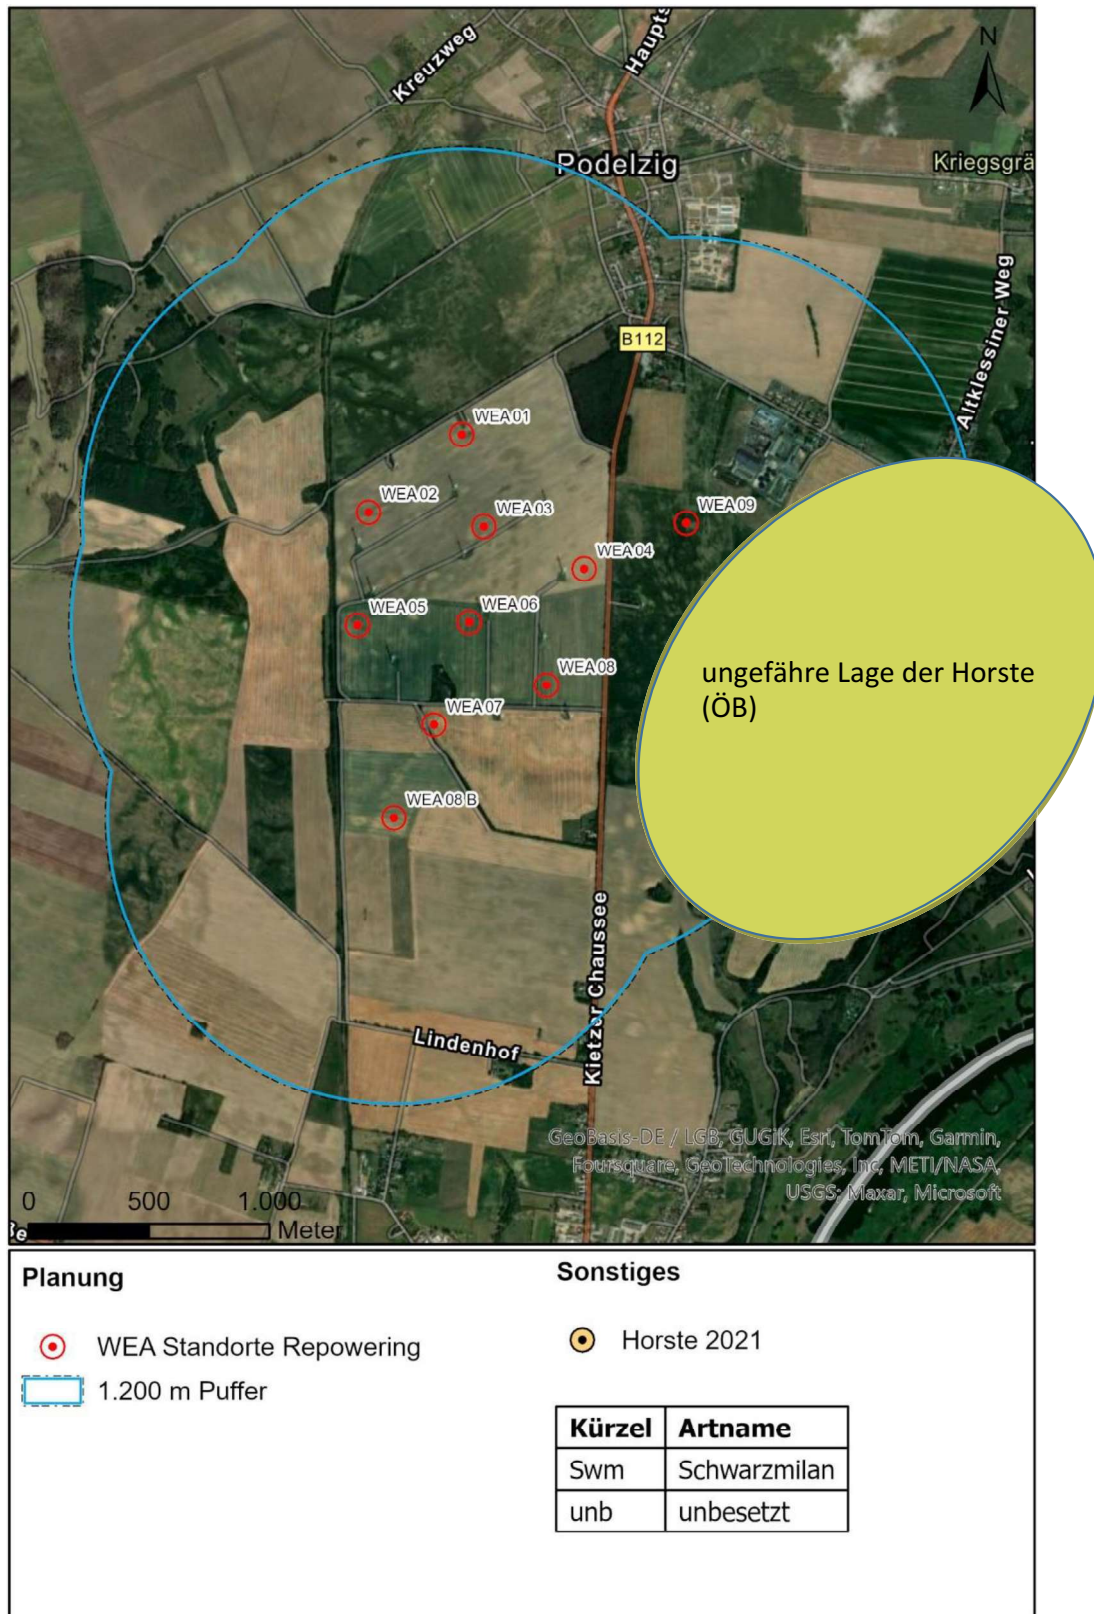 N
Kreuzweg
Haupts
Podelzig
Kriegsgrä
Altklessiner Weg
B112
WEA 01
WEA 02
WEA 03
WEA 09
WEA 04
WEA 05
WEA 06
WEA 08
WEA 07
WEA 08 B
ungefähre Lage der Horste
(ÖB)
Kietzer Chaussee
Lindenhof
GeoBasis-DE / LGB, GUGiK, Esri, TomTom, Garmin,
Foursquare, GeoTechnologies, Inc, METI/NASA,
USGS; Maxar, Microsoft
0 500 1.000
Meter
Planung
WEA Standorte Repowering
1.200 m Puffer
Sonstiges
Horste 2021
Kürzel Artname
Swm Schwarzmilan
unb unbesetzt